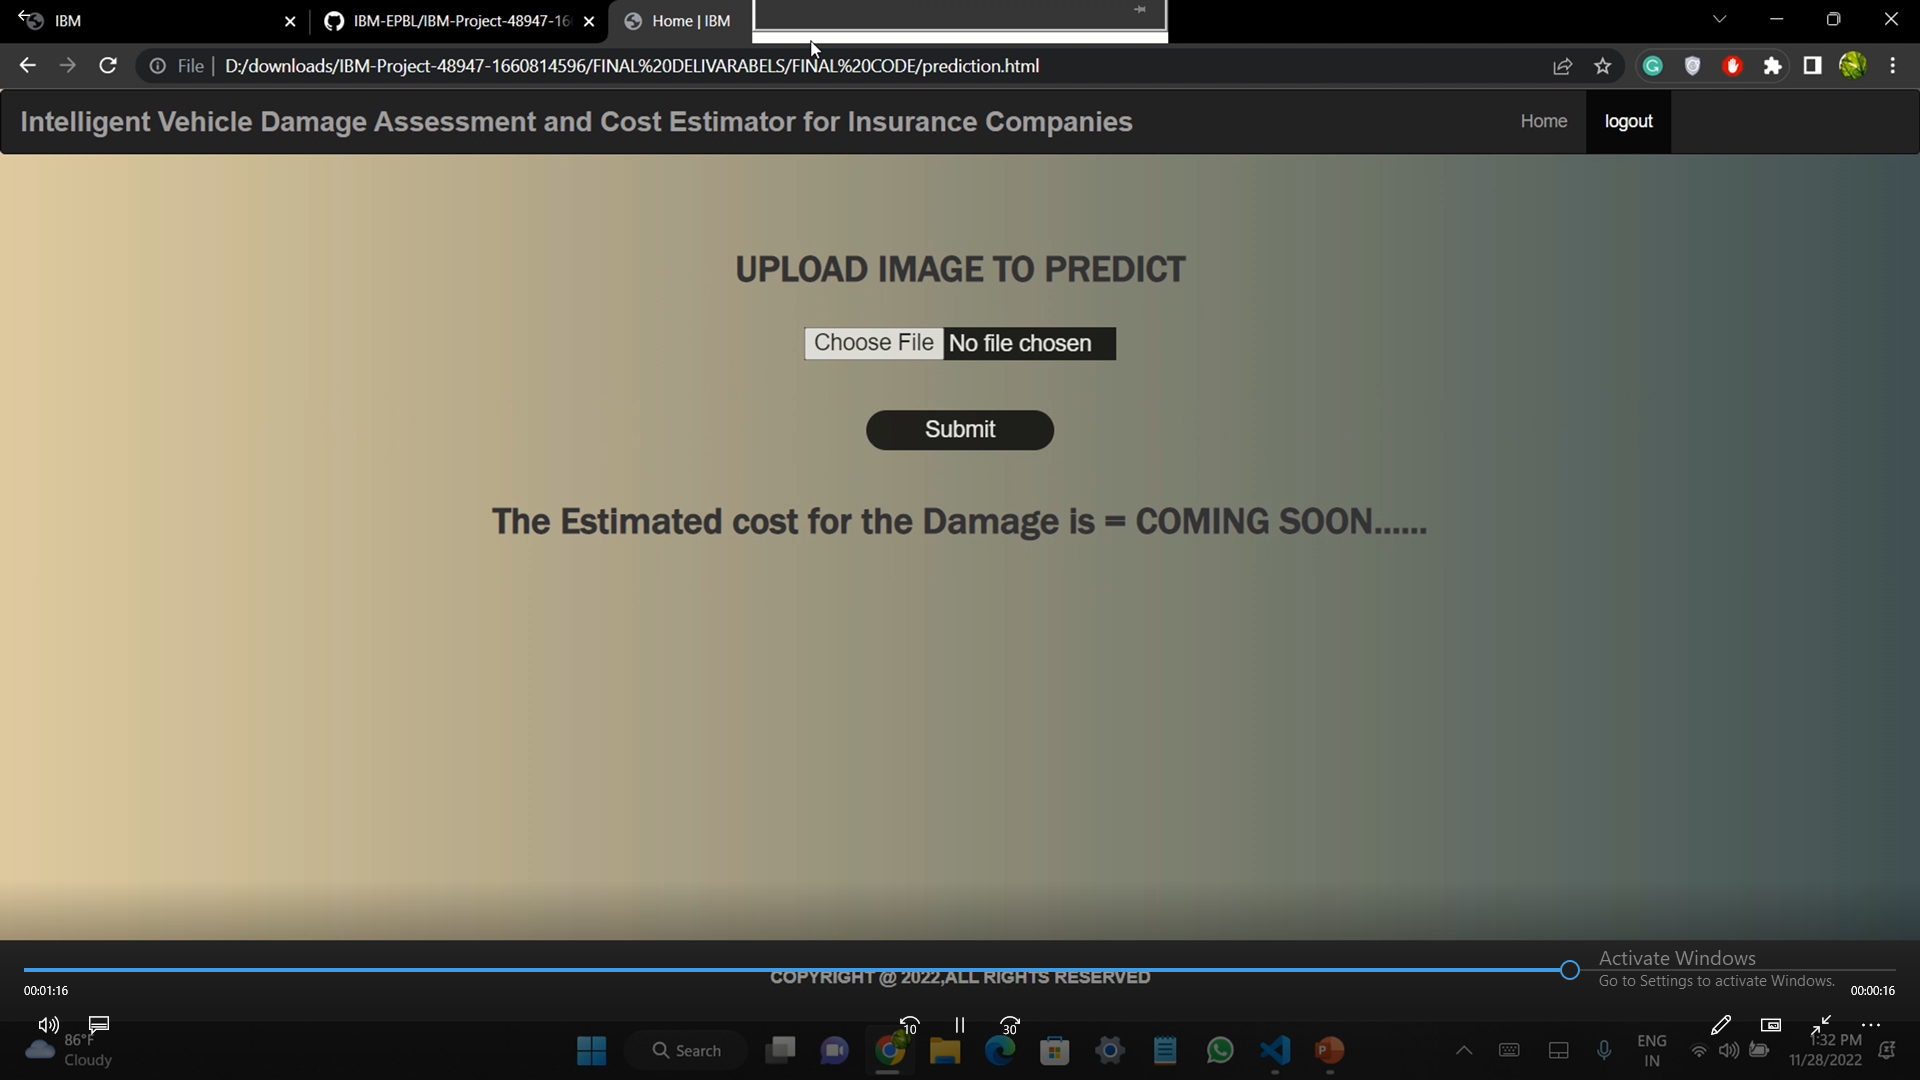 IBM
IBM-EPBL/IBM-Project-48947-16
Home | IBM
File
D:/downloads/IBM-Project-48947-1660814596/FINAL%20DELIVARABELS/FINAL%20CODE/prediction.html
Intelligent Vehicle Damage Assessment and Cost Estimator for Insurance Companies
Home
logout
UPLOAD IMAGE TO PREDICT
Choose File No file chosen
Submit
The Estimated cost for the Damage is = COMING SOON......
Activate Windows
COPYRIGHT @ 2022,ALL RIGHTS RESERVED
Go to Settings to activate Windows.
00:01:16
00:00:16
10
30
86°F
Cloudy
Search
ENG
IN
1:32 PM
11/28/2022